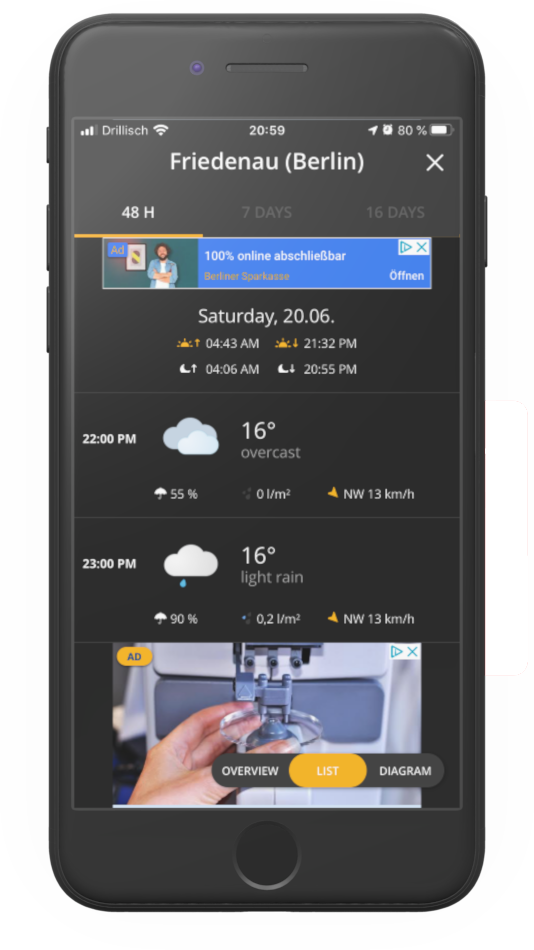 Drillisch 20:59 80 %
Friedenau (Berlin)
48 H 7 DAYS 16 DAYS
Ad
100% online abschließbar
Berliner Sparkasse Öffnen
Saturday, 20.06.
04:43 AM 21:32 PM
04:06 AM 20:55 PM
22:00 PM 16°
overcast
55 % 0 l/m² NW 13 km/h
23:00 PM 16°
light rain
90 % 0,2 l/m² NW 13 km/h
AD
OVERVIEW LIST DIAGRAM